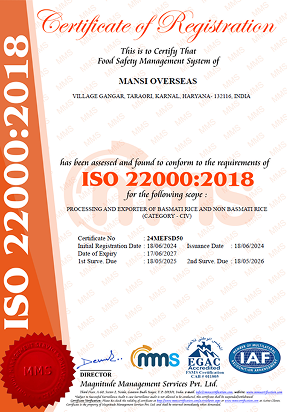 Certificate of Registration
This is to Certify That
Food Safety Management System of
MANSI OVERSEAS
VILLAGE GANGAR, TARAORI, KARNAL, HARYANA- 132116, INDIA
has been assessed and found to conform to the requirements of
ISO 22000:2018
for the following scope :
PROCESSING AND EXPORTER OF BASMATI RICE AND NON BASMATI RICE
(CATEGORY - CIV)
Certificate No : 24MEFSD50
Initial Registration Date : 18/06/2024 Issuance Date : 18/06/2024
Date of Expiry : 17/06/2027
1st Surve. Due : 18/05/2025 2nd Surve. Due : 18/05/2026
ISO 22000:2018
MMS
DIRECTOR
mms
EGAC
Accredited
FSMS Certification
IAF
Magnitude Management Services Pvt. Ltd.